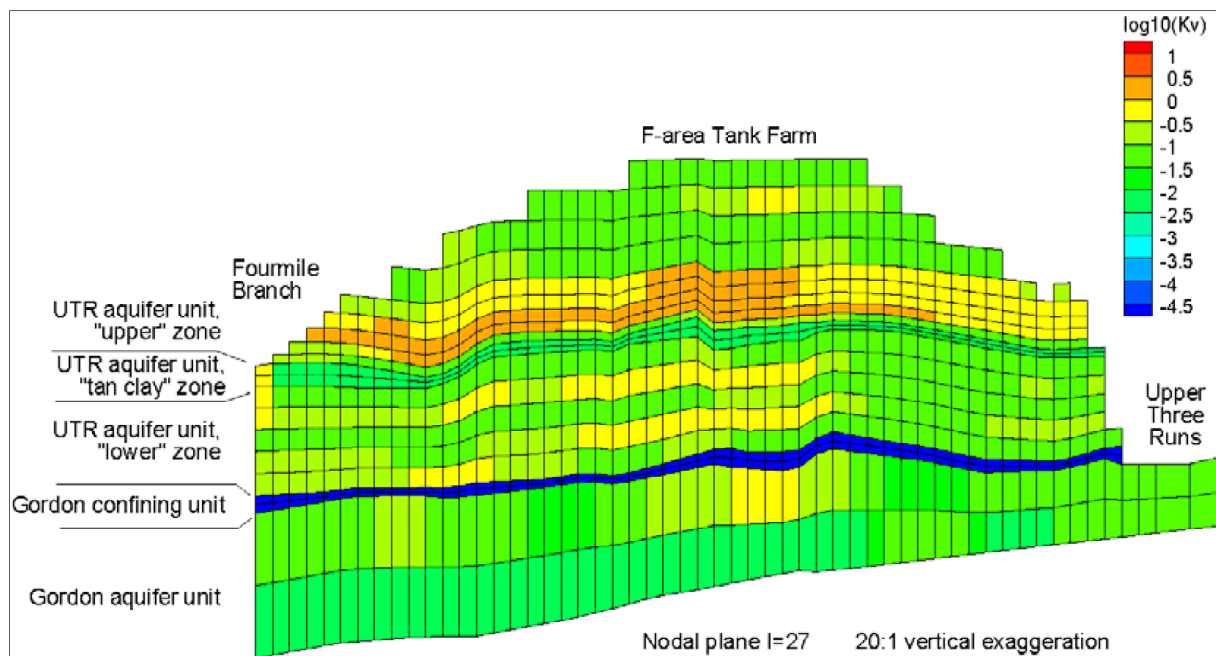 log10(Kv)
1
0.5
0
-1
-1.5
-2
-2.5
-3
-3.5
-4
-4.5
F-area Tank Farm
Fourmile
Branch
UTR aquifer unit,
"upper" zone
UTR aquifer unit,
"tan clay" zone
UTR aquifer unit,
"lower" zone
Gordon confining unit
Gordon aquifer unit
Upper
Three
Runs
Nodal plane I=27 20:1 vertical exaggeration